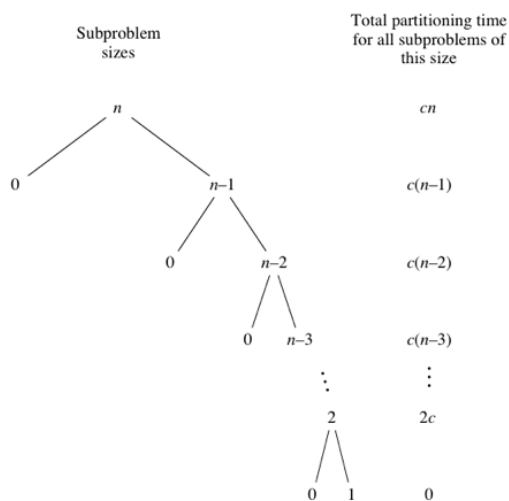 Subproblem
sizes
Total partitioning time
for all subproblems of
this size
n
cn
0
n–1
c(n–1)
0
n–2
c(n–2)
0
n–3
c(n–3)
2
2c
0
1
0